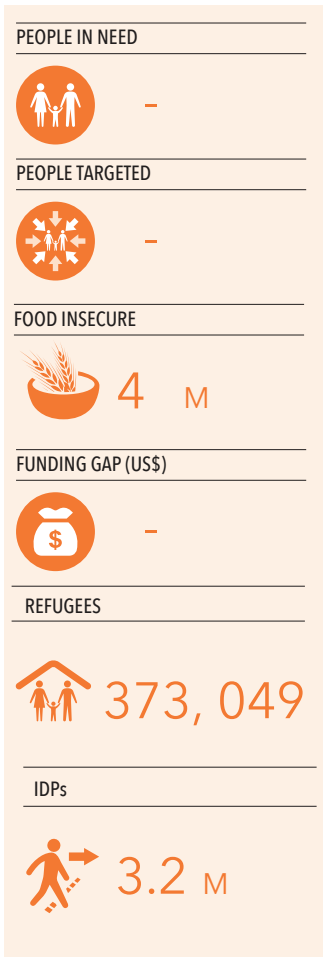 PEOPLE IN NEED
-
PEOPLE TARGETED
-
FOOD INSECURE
4 M
FUNDING GAP (US$)
$ -
REFUGEES
373, 049
IDPs
3.2 M